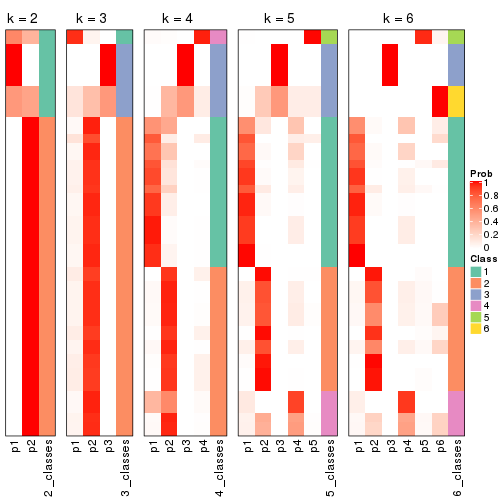 k = 2
k = 3
k = 4
k = 5
k = 6
p1
p2
2_classes
p1
p2
p3
3_classes
p1
p2
p3
p4
4_classes
p1
p2
p3
p4
p5
5_classes
p1
p2
p3
p4
p5
p6
6_classes
Prob
1
0.8
0.6
0.4
0.2
0
Class
1
2
3
4
5
6